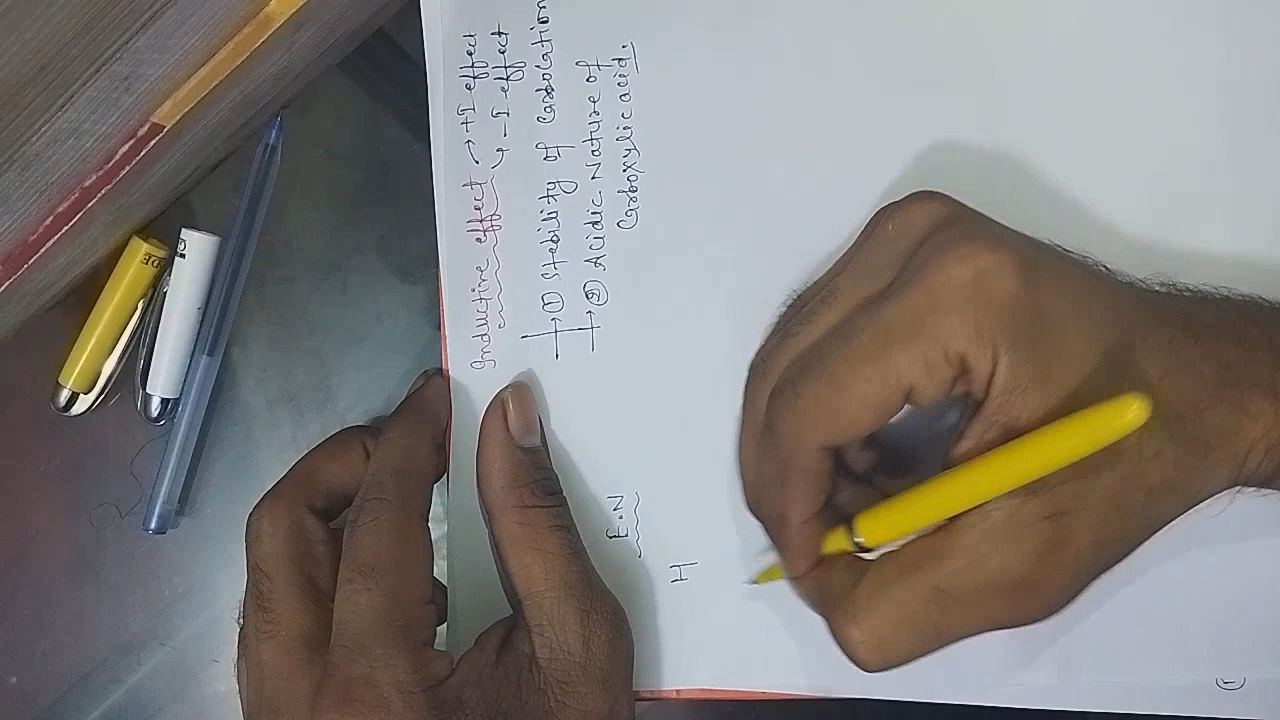 Inductive effect → +I effect
→ -I effect
→ ① Stability of Carbocation
→ ② Acidic Nature of
Carboxylic acid.
E.N
H